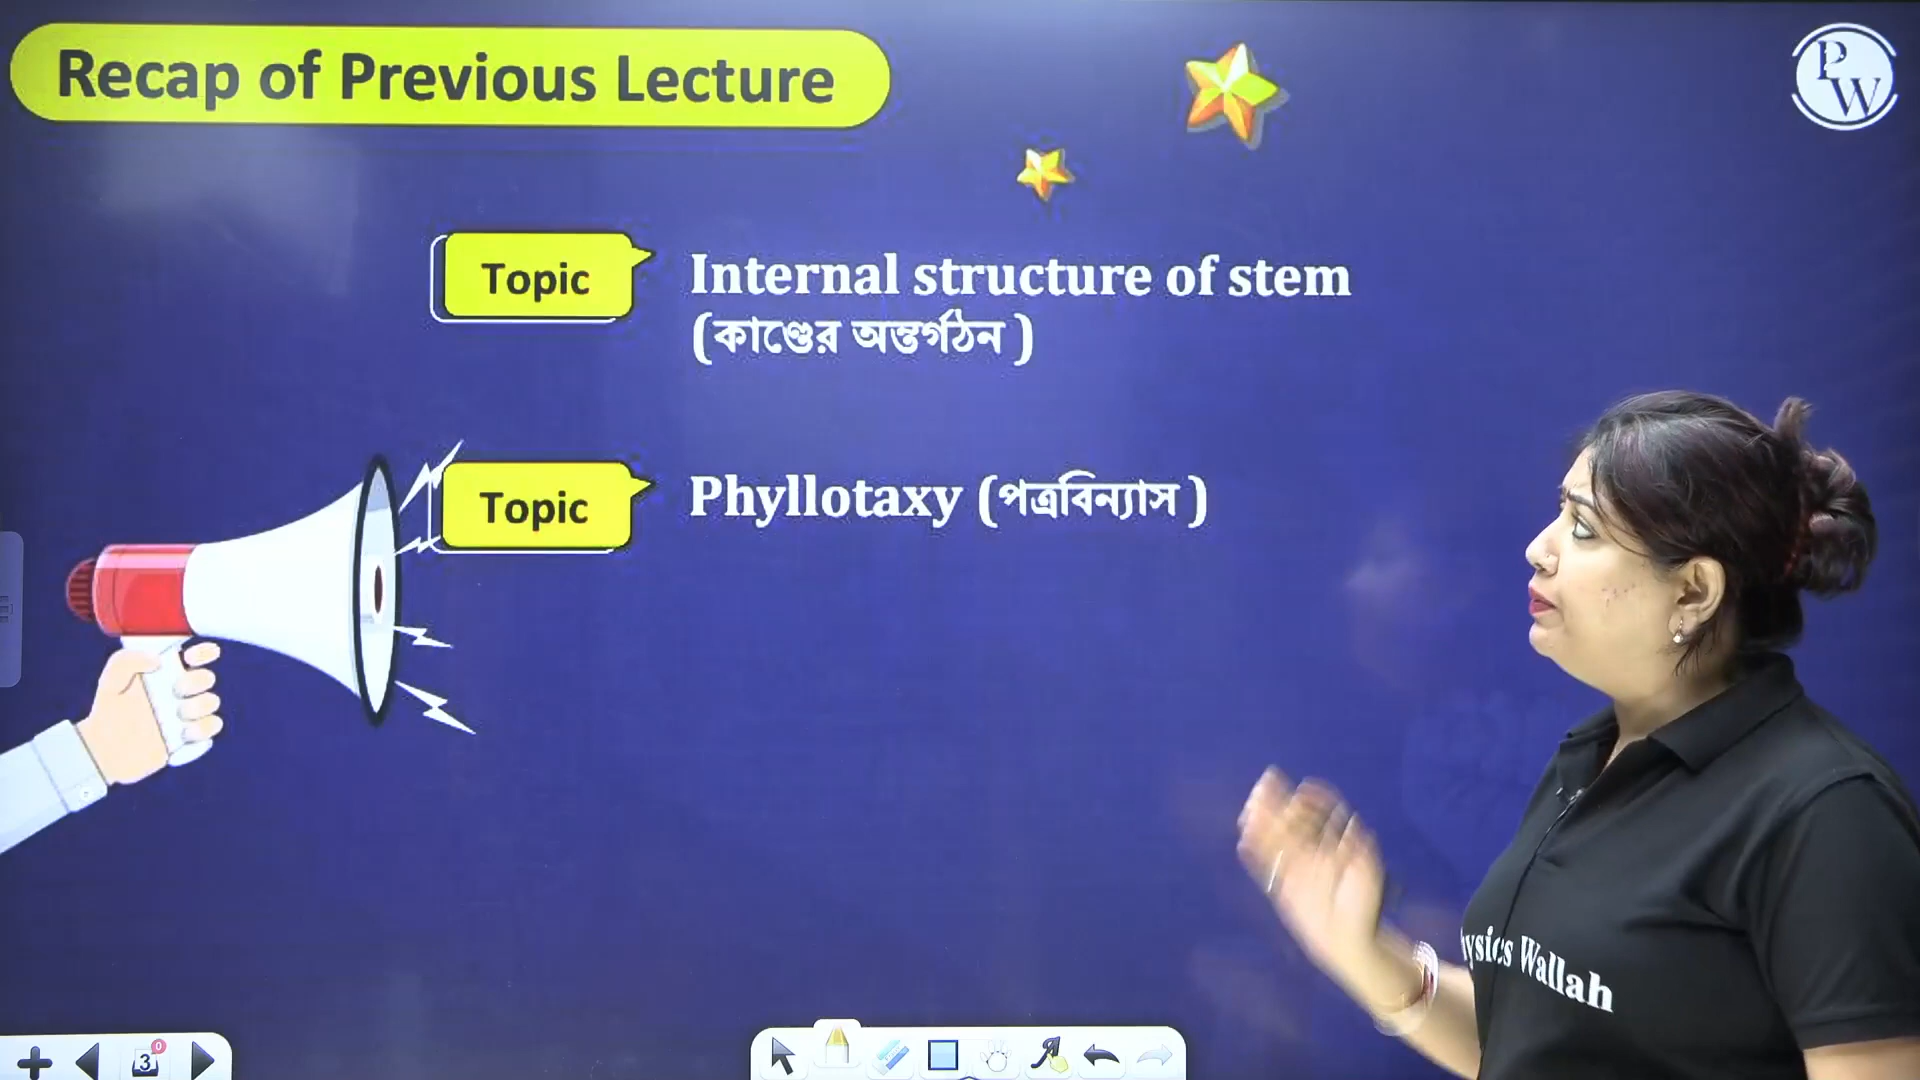 Recap of Previous Lecture
PW
Topic
Internal structure of stem
(কাণ্ডের অন্তর্গঠন )
Topic
Phyllotaxy (পত্রবিন্যাস )
ysics Wallah
3
0